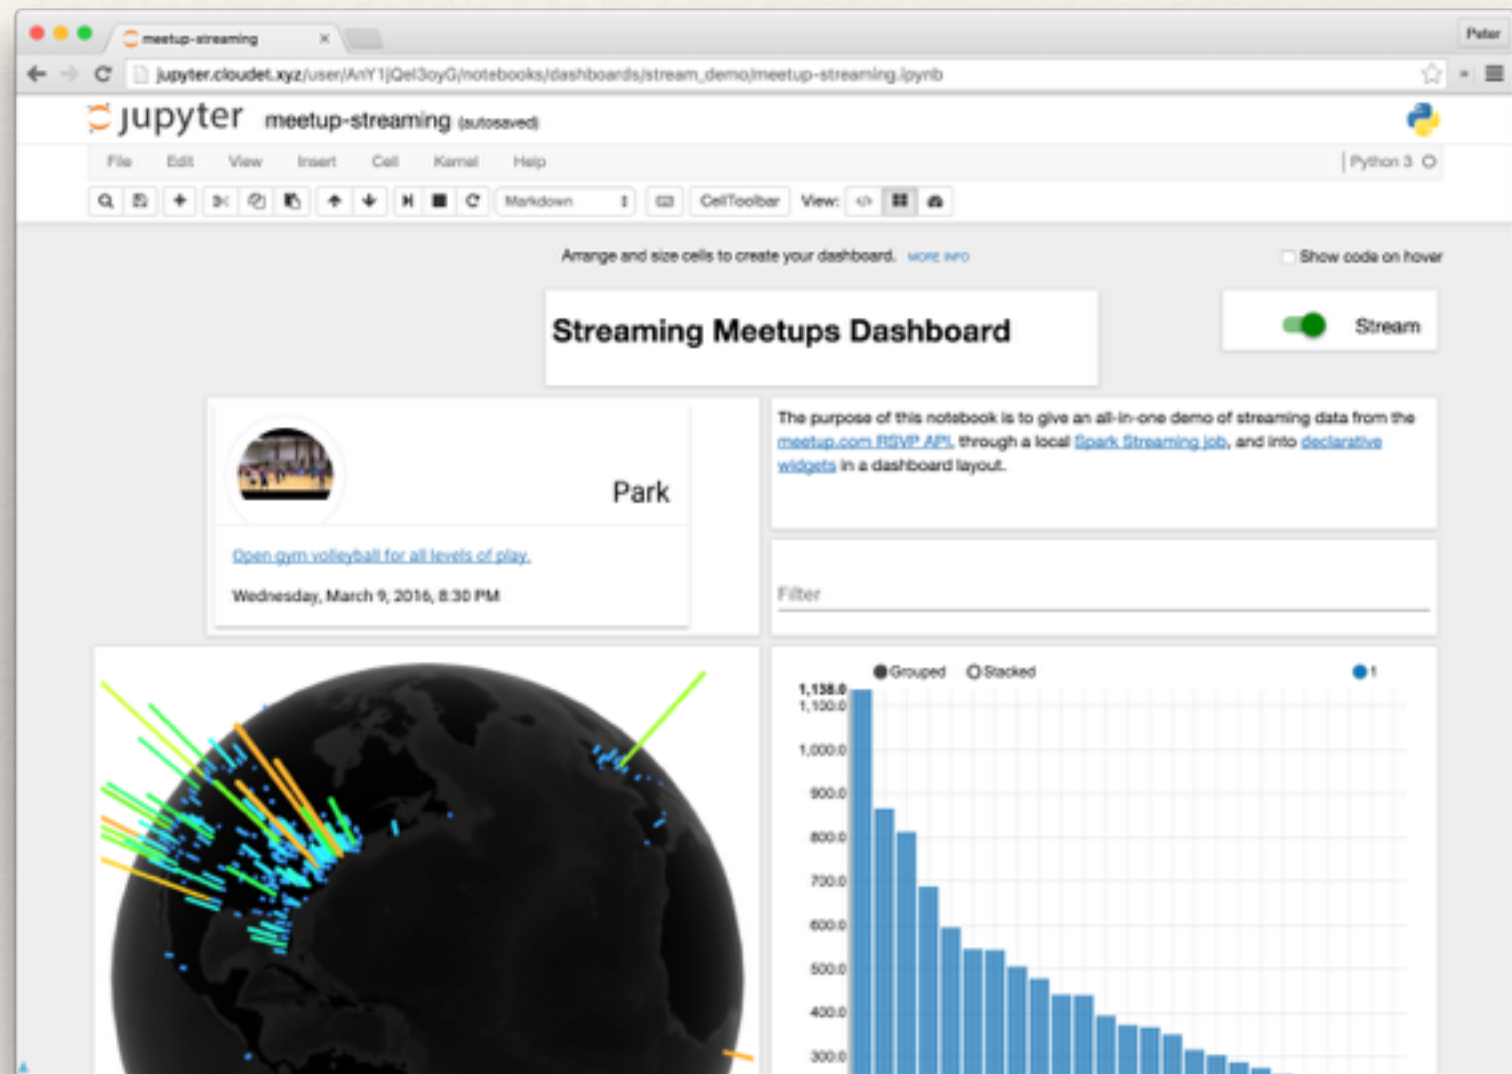 meetup-streaming
Peter
jupyter.cloudet.xyz/user/AnY1jQel3oyG/notebooks/dashboards/stream_demo/meetup-streaming.ipynb
jupyter meetup-streaming (autosaved)
File Edit View Insert Cell Kernel Help Python 3
Markdown CellToolbar View:
Arrange and size cells to create your dashboard. MORE INFO Show code on hover
Streaming Meetups Dashboard
Stream
Park
Open gym volleyball for all levels of play.
Wednesday, March 9, 2016, 8:30 PM
The purpose of this notebook is to give an all-in-one demo of streaming data from the
meetup.com RSVP API, through a local Spark Streaming job, and into declarative
widgets in a dashboard layout.
Filter
Grouped Stacked 1
1,138.0
1,100.0
1,000.0
900.0
800.0
700.0
600.0
500.0
400.0
300.0